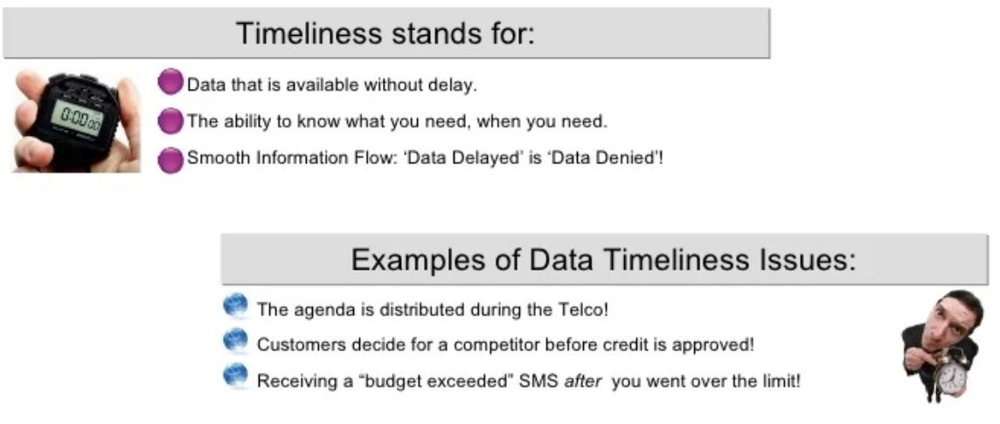 Timeliness stands for:
0:00 00
Data that is available without delay.
The ability to know what you need, when you need.
Smooth Information Flow: ‘Data Delayed’ is ‘Data Denied’!
Examples of Data Timeliness Issues:
The agenda is distributed during the Telco!
Customers decide for a competitor before credit is approved!
Receiving a “budget exceeded” SMS after you went over the limit!